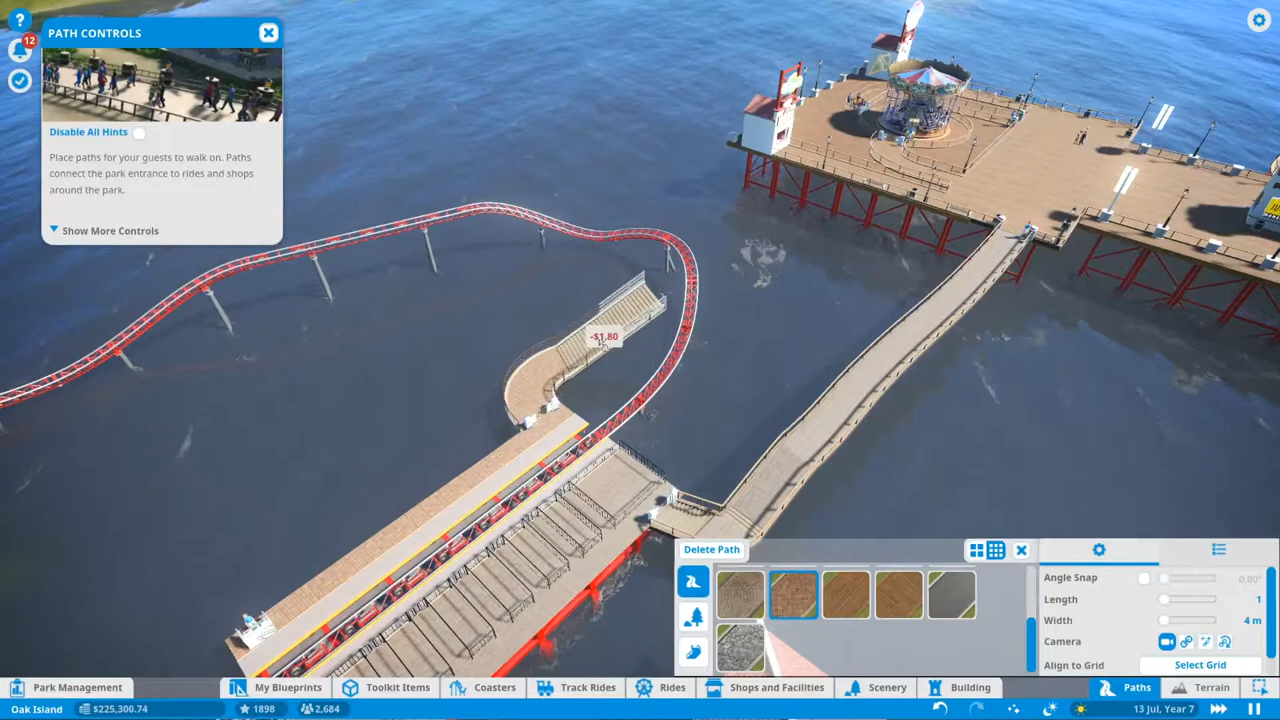 ?
PATH CONTROLS
12
Disable All Hints
Place paths for your guests to walk on. Paths
connect the park entrance to rides and shops
around the park.
Show More Controls
-$1.80
Delete Path
Angle Snap
0.00°
Length
1
Width
4 m
Camera
Align to Grid
Select Grid
Park Management
My Blueprints
Toolkit Items
Coasters
Track Rides
Rides
Shops and Facilities
Scenery
Building
Paths
Terrain
Oak Island
$225,300.74
1898
2,684
13 Jul, Year 7